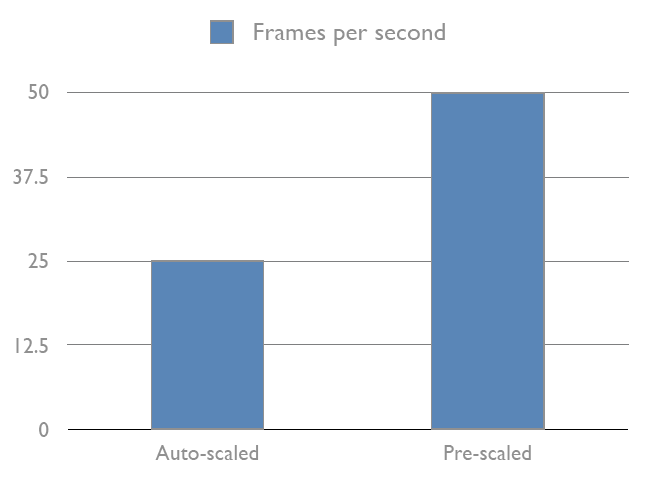 Frames per second
50
37.5
25
12.5
0
Auto-scaled
Pre-scaled